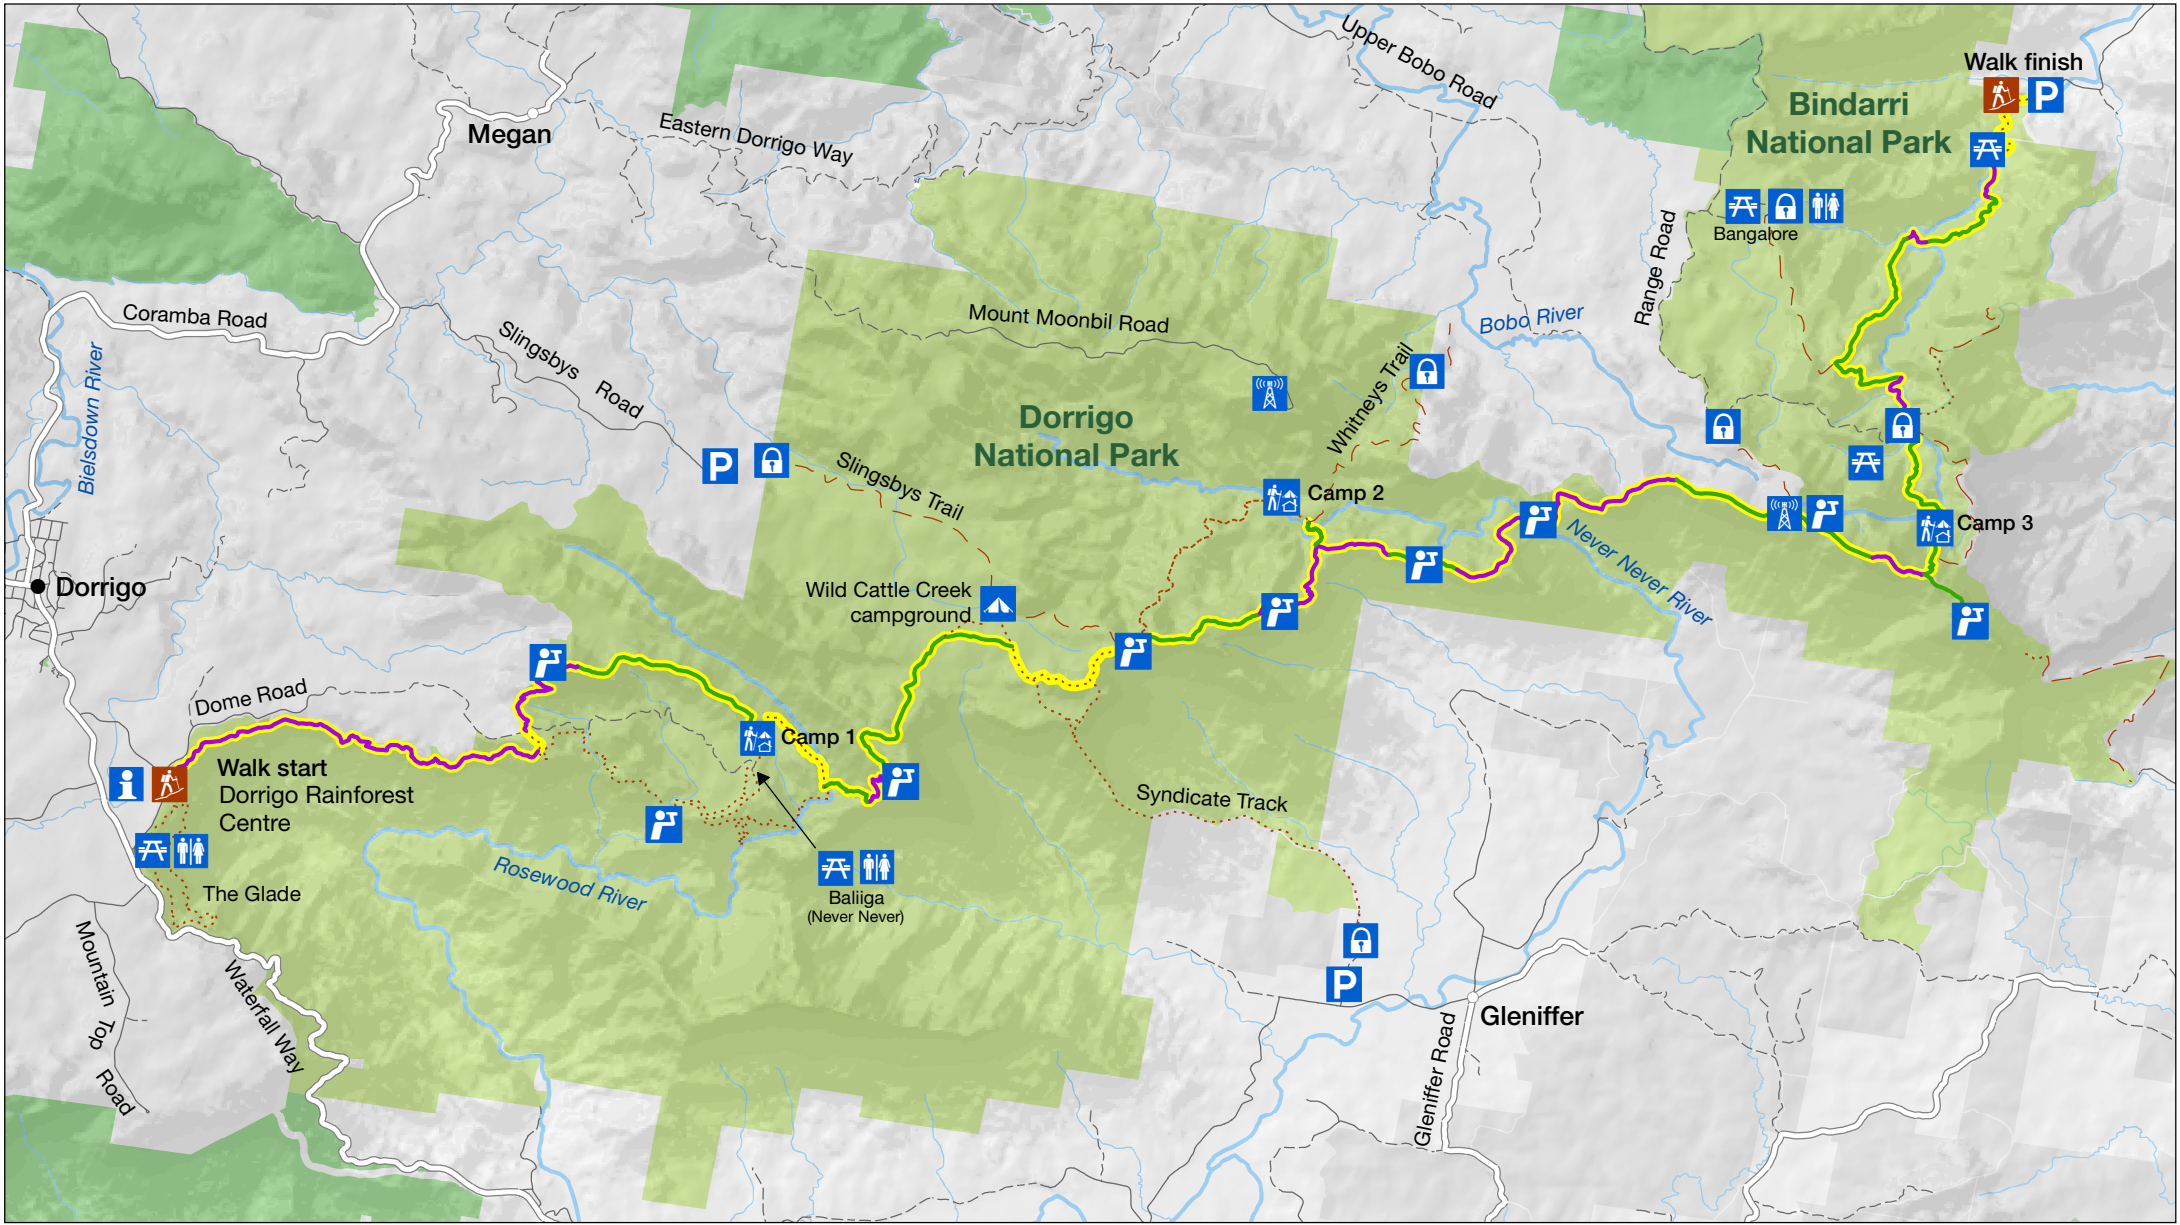 Upper Bobo Road
Walk finish
P
Bindarri
National Park
Megan
Eastern Dorrigo Way
Bangalore
Range Road
Coramba Road
Slingsbys Road
Mount Moonbil Road
Bobo River
Bielsdown River
Whitneys Trail
Dorrigo
National Park
P
Slingsbys Trail
Camp 2
Camp 3
Never Never River
Dorrigo
Wild Cattle Creek
campground
Dome Road
Camp 1
i
Walk start
Dorrigo Rainforest
Centre
Syndicate Track
Rosewood River
The Glade
Baliiga
(Never Never)
Mountain Top Road
Waterfall Way
P
Gleniffer
Gleniffer Road